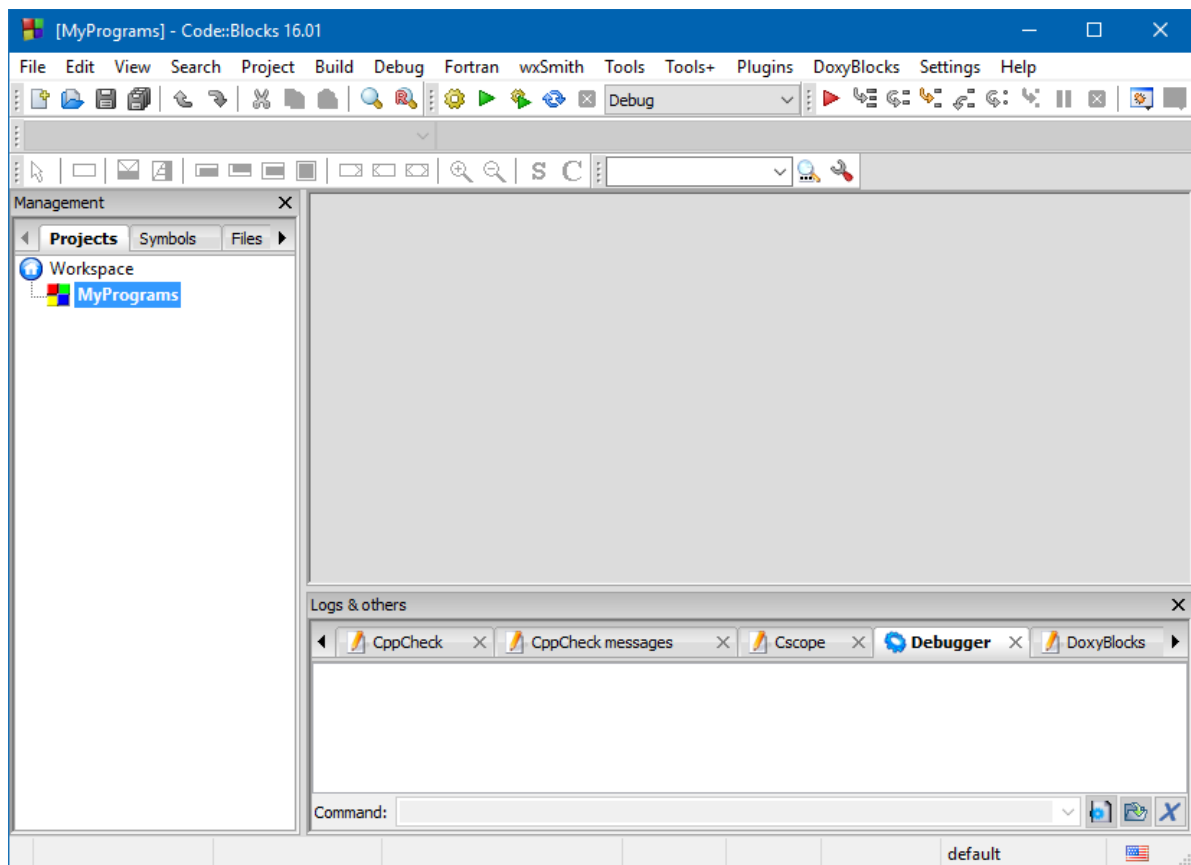 [MyPrograms] - Code::Blocks 16.01
File Edit View Search Project Build Debug Fortran wxSmith Tools Tools+ Plugins DoxyBlocks Settings Help
Debug
S C
Management
Projects Symbols Files
Workspace
MyPrograms
Logs & others
CppCheck CppCheck messages Cscope Debugger DoxyBlocks
Command:
default